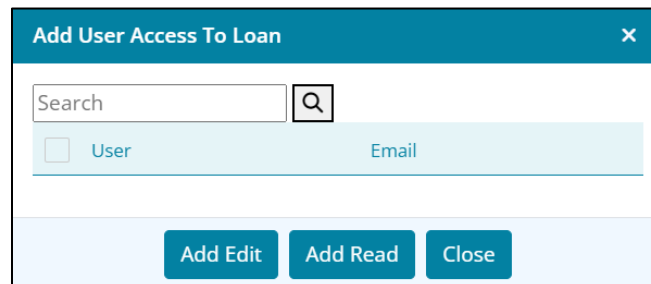 Add User Access To Loan ×
Search
User Email
Add Edit Add Read Close